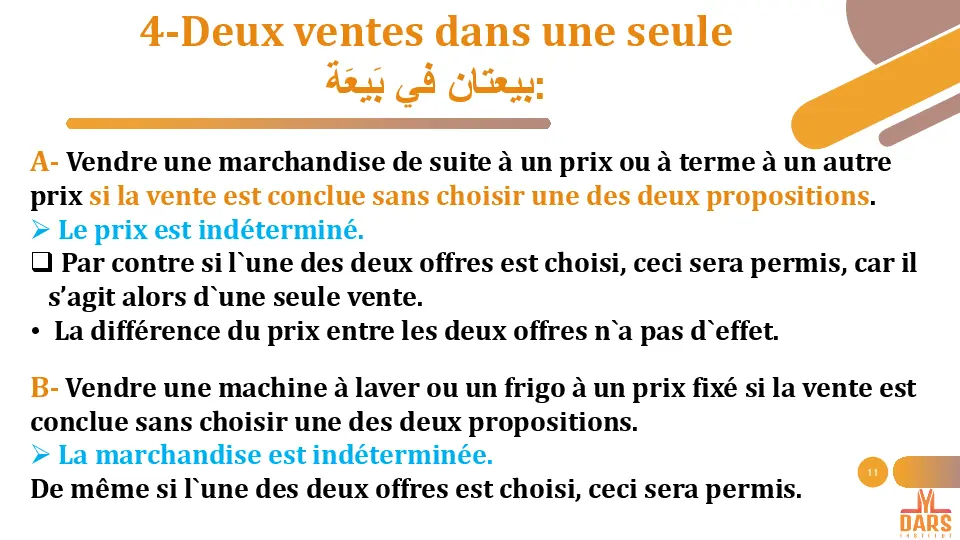 4-Deux ventes dans une seule
بيعتان في بَيعَة:
A- Vendre une marchandise de suite à un prix ou à terme à un autre
prix si la vente est conclue sans choisir une des deux propositions.
➢ Le prix est indéterminé.
❑ Par contre si l`une des deux offres est choisi, ceci sera permis, car il
s’agit alors d`une seule vente.
• La différence du prix entre les deux offres n`a pas d`effet.
B- Vendre une machine à laver ou un frigo à un prix fixé si la vente est
conclue sans choisir une des deux propositions.
➢ La marchandise est indéterminée.
De même si l`une des deux offres est choisi, ceci sera permis.
11
DARS
INSTITUT